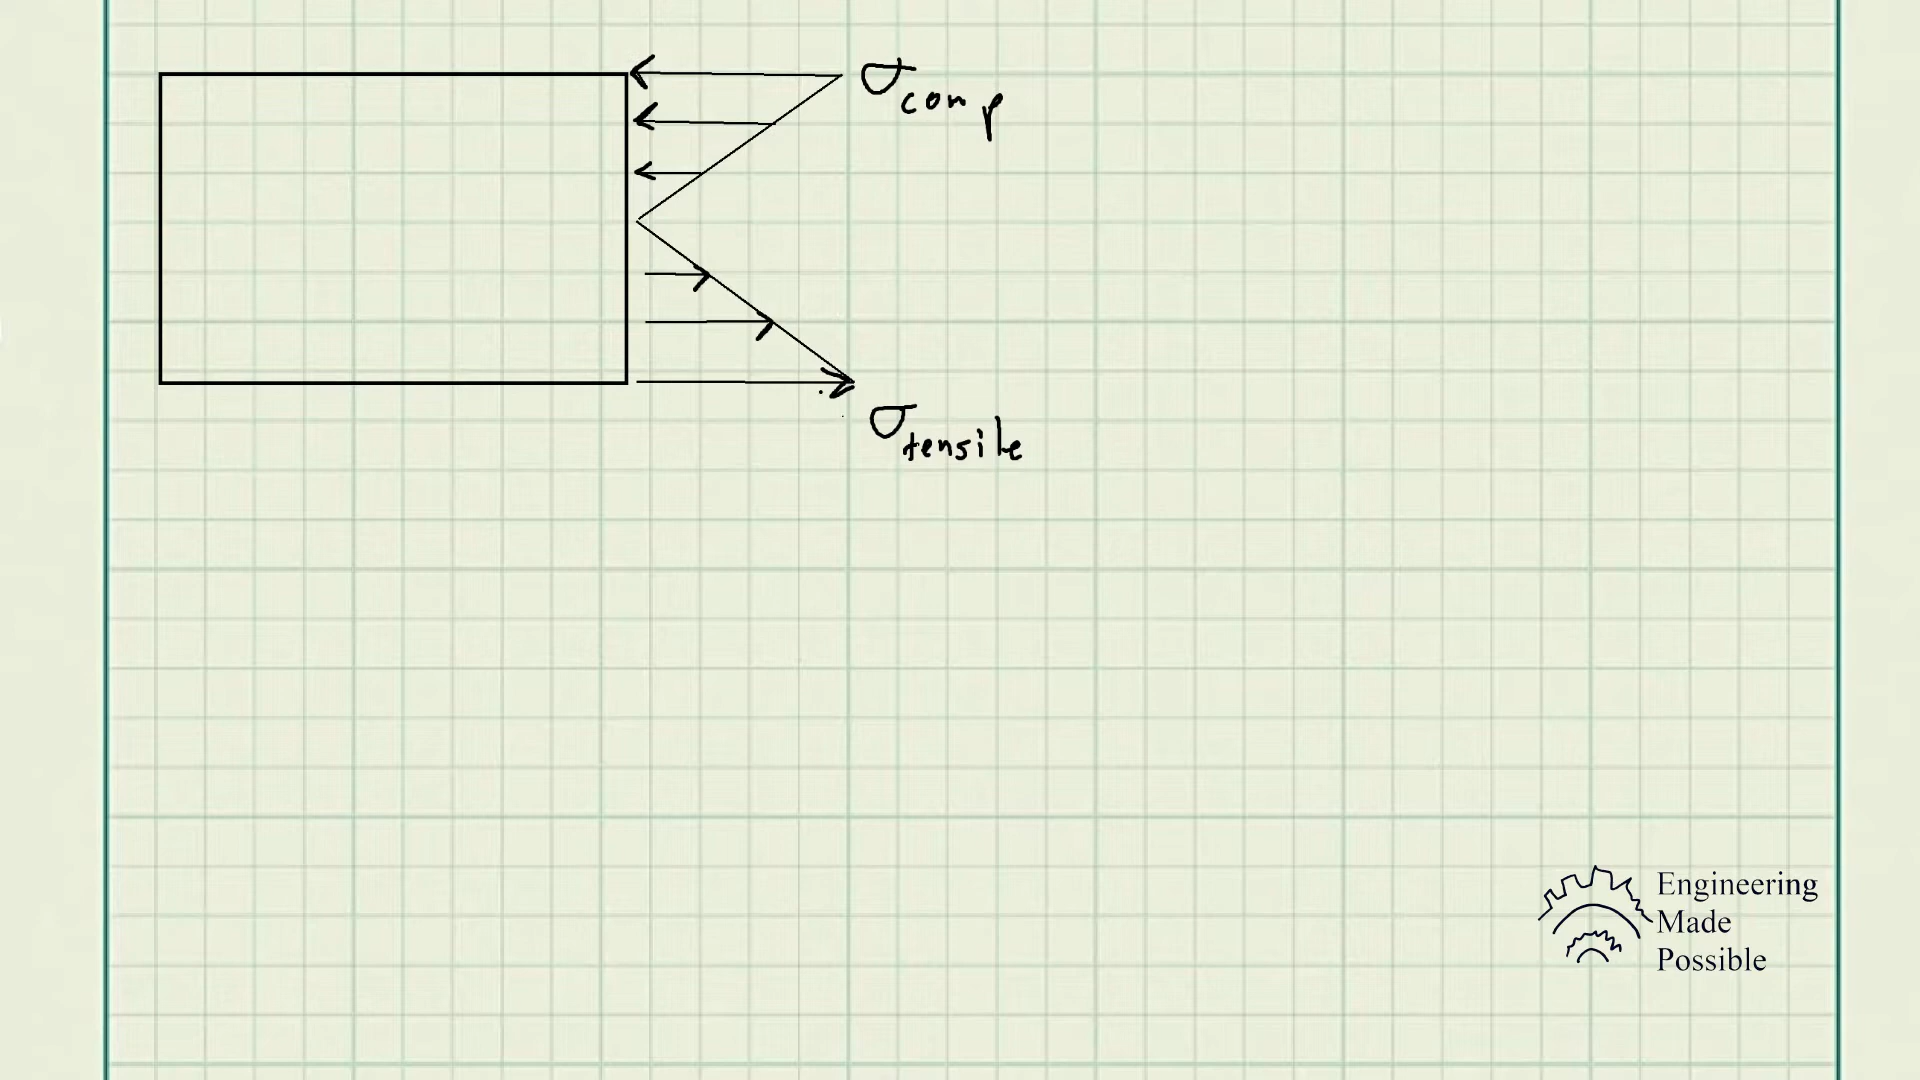 σcomp
σtensile
Engineering
Made
Possible